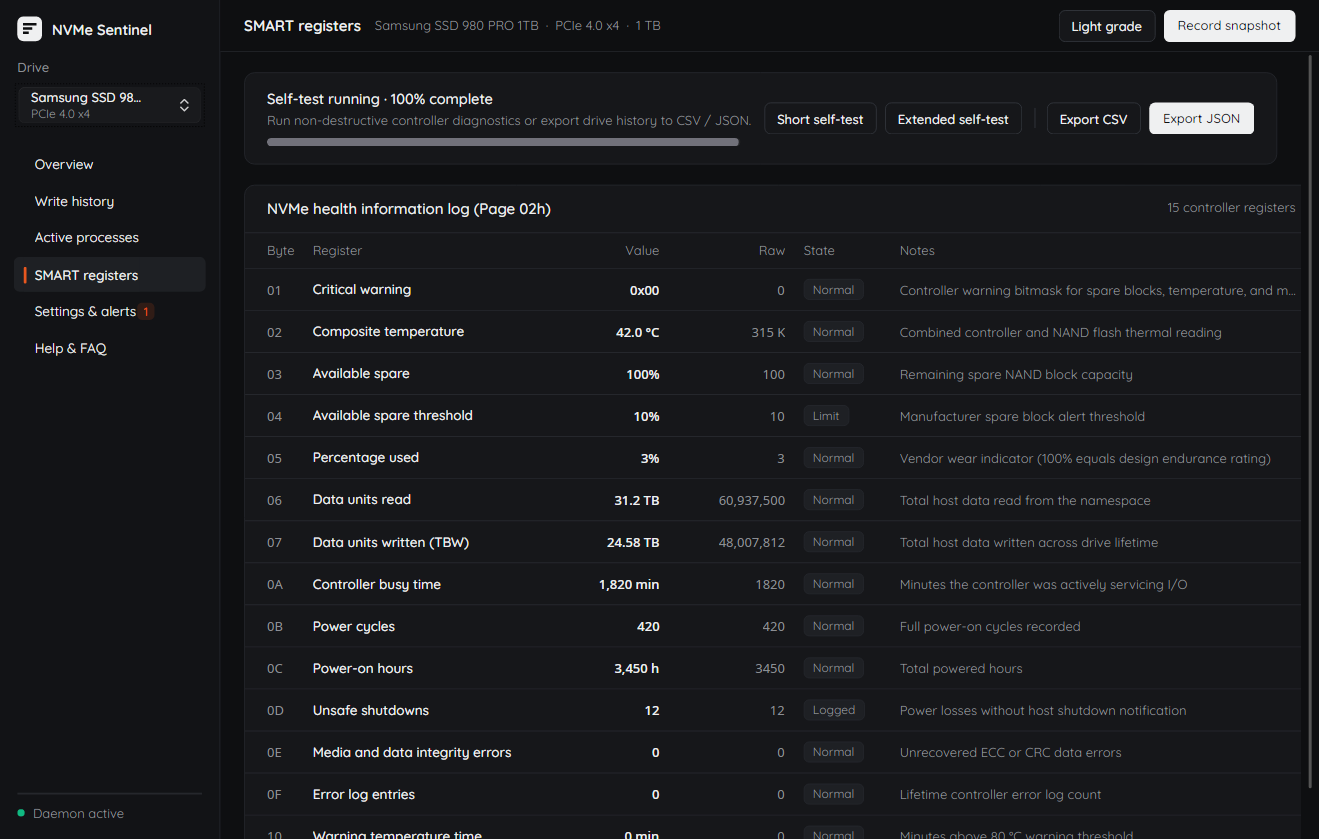 NVMe Sentinel
Drive
Samsung SSD 98...
PCIe 4.0 x4
Overview
Write history
Active processes
SMART registers
Settings & alerts 1
Help & FAQ
Daemon active
SMART registers Samsung SSD 980 PRO 1TB · PCIe 4.0 x4 · 1 TB
Light grade
Record snapshot
Self-test running · 100% complete
Run non-destructive controller diagnostics or export drive history to CSV / JSON.
Short self-test
Extended self-test
Export CSV
Export JSON
NVMe health information log (Page 02h)
15 controller registers
Byte Register Value Raw State Notes
01 Critical warning 0x00 0 Normal Controller warning bitmask for spare blocks, temperature, and m...
02 Composite temperature 42.0 °C 315 K Normal Combined controller and NAND flash thermal reading
03 Available spare 100% 100 Normal Remaining spare NAND block capacity
04 Available spare threshold 10% 10 Limit Manufacturer spare block alert threshold
05 Percentage used 3% 3 Normal Vendor wear indicator (100% equals design endurance rating)
06 Data units read 31.2 TB 60,937,500 Normal Total host data read from the namespace
07 Data units written (TBW) 24.58 TB 48,007,812 Normal Total host data written across drive lifetime
0A Controller busy time 1,820 min 1820 Normal Minutes the controller was actively servicing I/O
0B Power cycles 420 420 Normal Full power-on cycles recorded
0C Power-on hours 3,450 h 3450 Normal Total powered hours
0D Unsafe shutdowns 12 12 Logged Power losses without host shutdown notification
0E Media and data integrity errors 0 0 Normal Unrecovered ECC or CRC data errors
0F Error log entries 0 0 Normal Lifetime controller error log count
10 Warning temperature time 0 min 0 Normal Minutes above 80 °C warning threshold